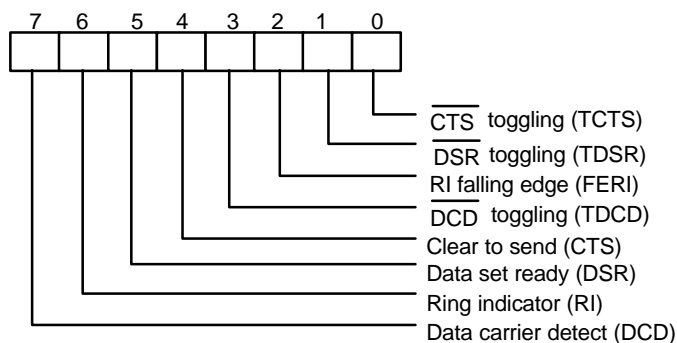 7 6 5 4 3 2 1 0
CTS toggling (TCTS)
DSR toggling (TDSR)
RI falling edge (FERI)
DCD toggling (TDCD)
Clear to send (CTS)
Data set ready (DSR)
Ring indicator (RI)
Data carrier detect (DCD)